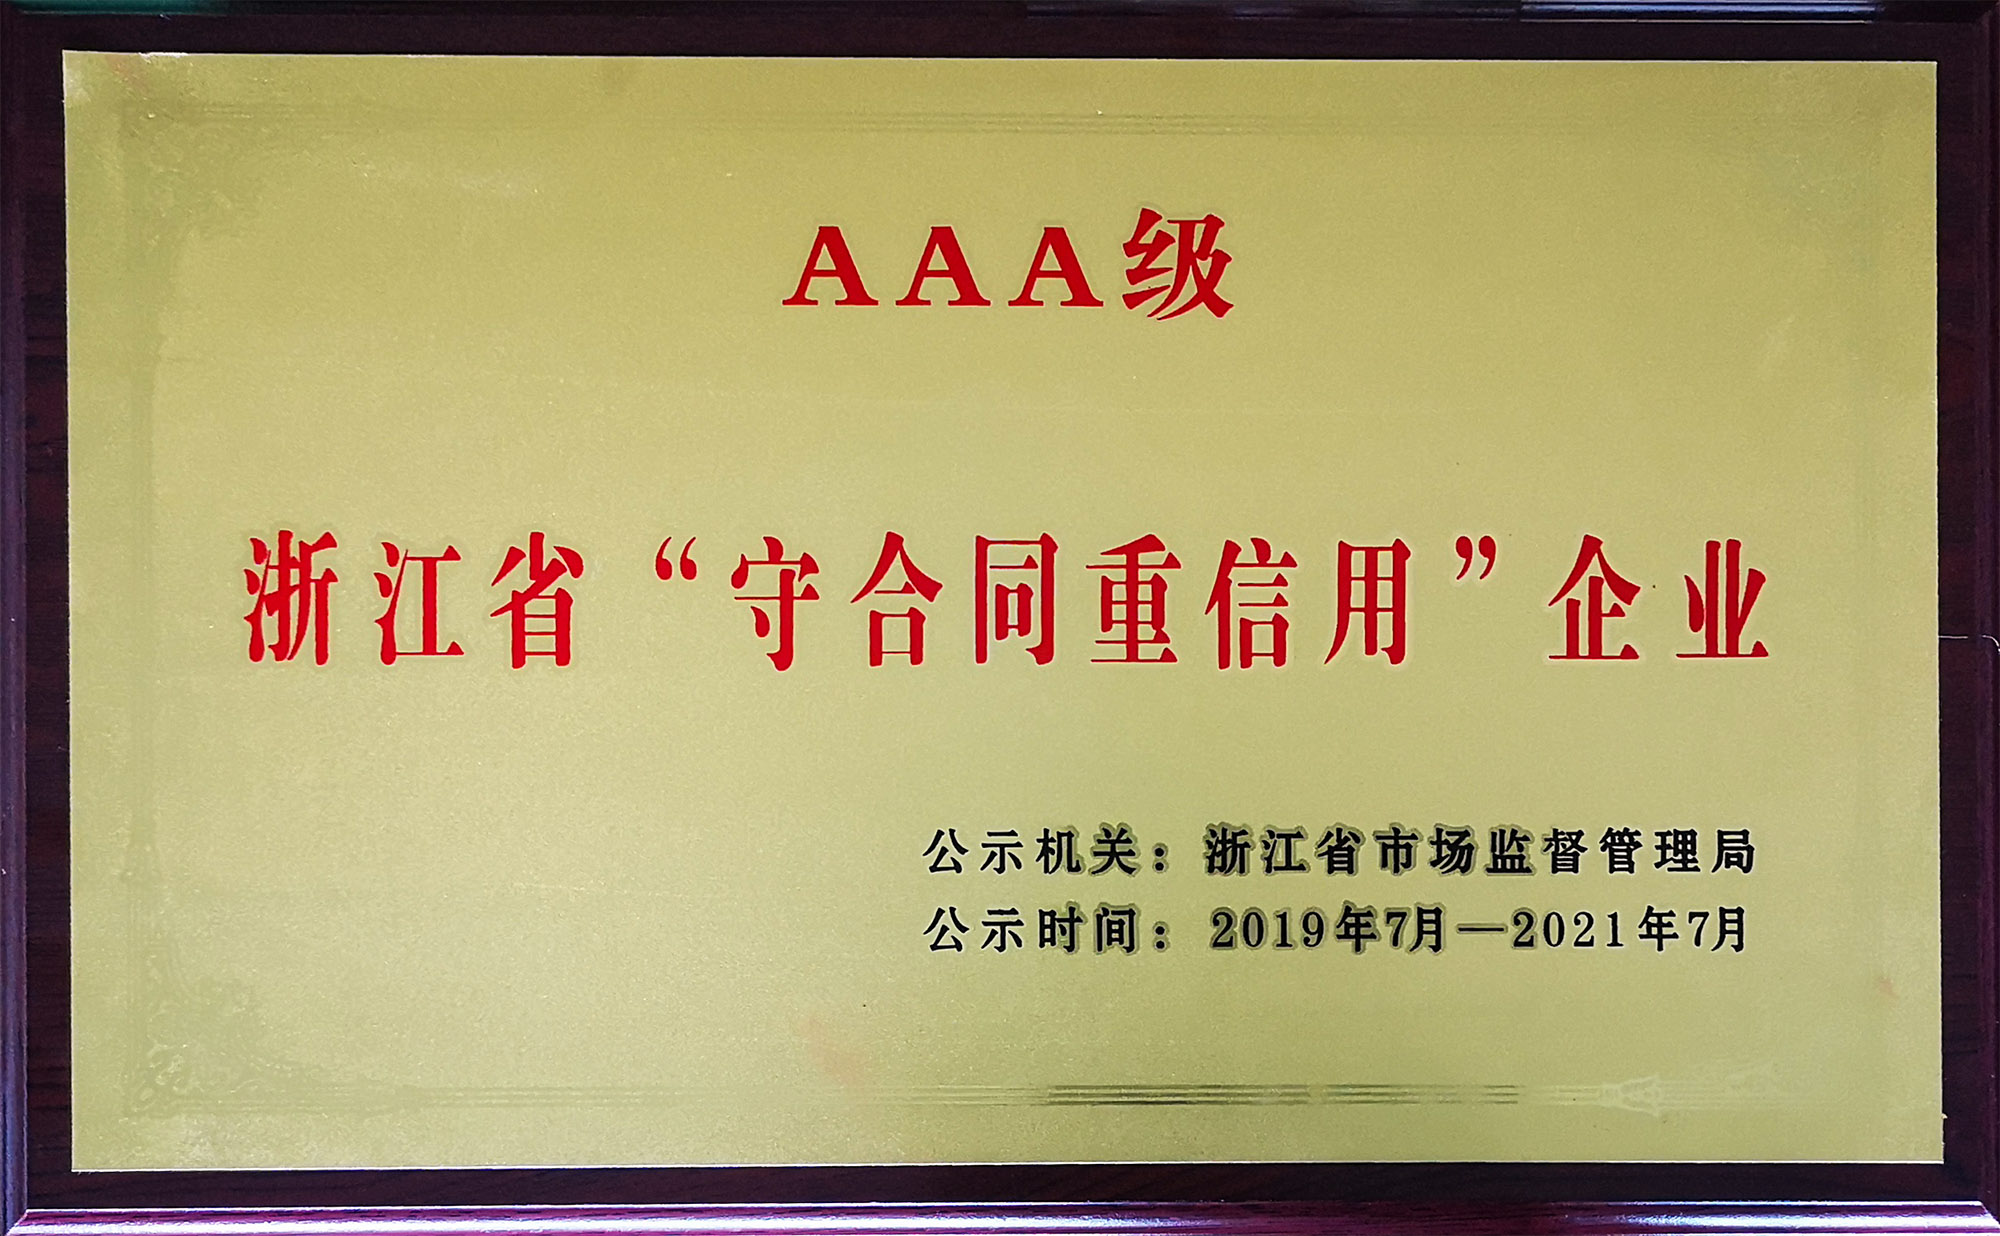 AAA级
浙江省“守合同重信用”企业
公示机关：浙江省市场监督管理局
公示时间：2019年7月—2021年7月